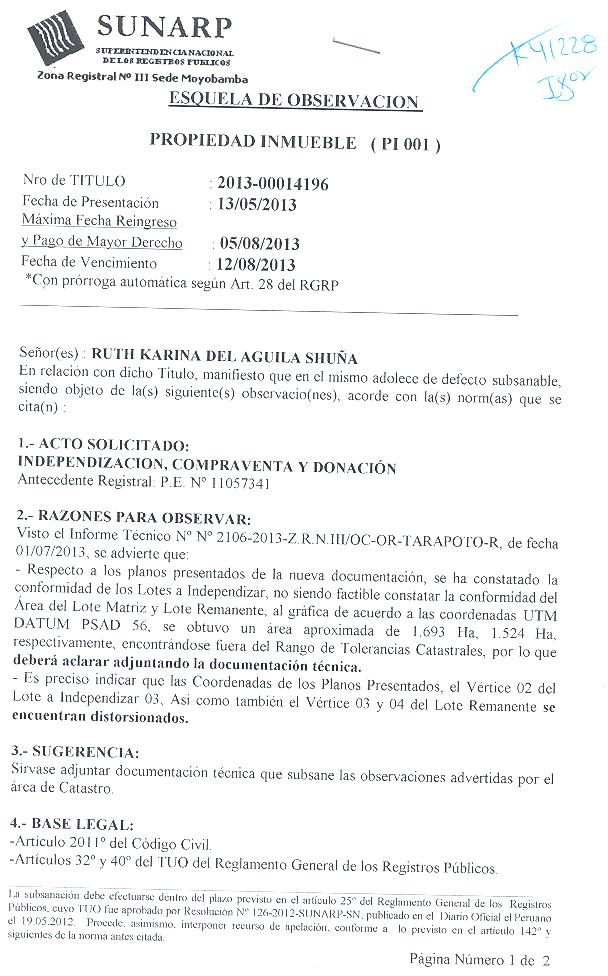 SUNARP
SUPERINTENDENCIA NACIONAL
DE LOS REGISTROS PUBLICOS
Zona Registral Nº III Sede Moyobamba
K41228
ESQUELA DE OBSERVACION
PROPIEDAD INMUEBLE ( PI 001 )
Nro de TITULO : 2013-00014196
Fecha de Presentación : 13/05/2013
Máxima Fecha Reingreso
y Pago de Mayor Derecho : 05/08/2013
Fecha de Vencimiento : 12/08/2013
*Con prórroga automática según Art. 28 del RGRP
Señor(es) : RUTH KARINA DEL AGUILA SHUÑA
En relación con dicho Titulo, manifiesto que en el mismo adolece de defecto subsanable,
siendo objeto de la(s) siguiente(s) observacio(nes), acorde con la(s) norm(as) que se
cita(n) :
1.- ACTO SOLICITADO:
INDEPENDIZACION, COMPRAVENTA Y DONACIÓN
Antecedente Registral: P.E. Nº 11057341
2.- RAZONES PARA OBSERVAR:
Visto el Informe Técnico Nº Nº 2106-2013-Z.R.N.III/OC-OR-TARAPOTO-R, de fecha
01/07/2013, se advierte que:
- Respecto a los planos presentados de la nueva documentación, se ha constatado la
conformidad de los Lotes a Independizar, no siendo factible constatar la conformidad del
Área del Lote Matriz y Lote Remanente, al gráfica de acuerdo a las coordenadas UTM
DATUM PSAD 56, se obtuvo un área aproximada de 1.693 Ha, 1.524 Ha,
respectivamente, encontrándose fuera del Rango de Tolerancias Catastrales, por lo que
deberá aclarar adjuntando la documentación técnica.
- Es preciso indicar que las Coordenadas de los Planos Presentados, el Vértice 02 del
Lote a Independizar 03, Asi como también el Vértice 03 y 04 del Lote Remanente se
encuentran distorsionados.
3.- SUGERENCIA:
Sirvase adjuntar documentación técnica que subsane las observaciones advertidas por el
área de Catastro.
4.- BASE LEGAL:
-Artículo 2011º del Código Civil.
-Artículos 32º y 40º del TUO del Reglamento General de los Registros Públicos.
La subsanación debe efectuarse dentro del plazo previsto en el artículo 25º del Reglamento General de los Registros
Públicos, cuyo TUO fue aprobado por Resolución Nº 126-2012-SUNARP-SN, publicado en el Diario Oficial el Peruano
el 19.05.2012. Procede, asimismo, interponer recurso de apelación, conforme a lo previsto en el artículo 142º y
siguientes de la norma antes citada.
Página Número 1 de 2